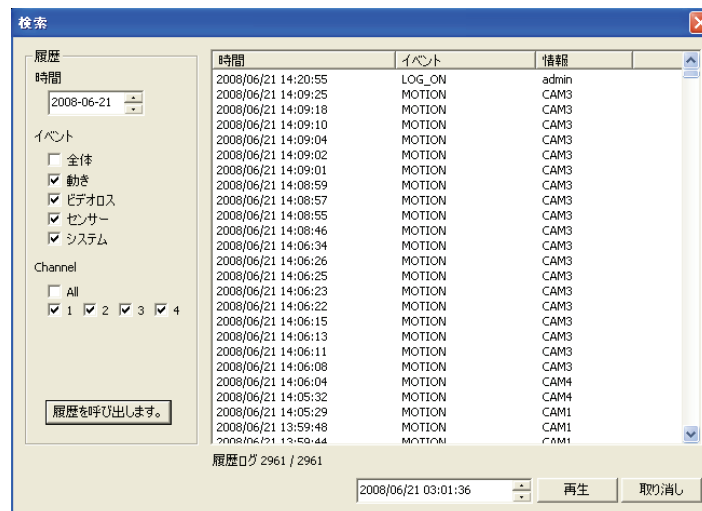 検索
履歴
時間
2008-06-21
イベント
全体
動き
ビデオロス
センサー
システム
Channel
All
1 2 3 4
履歴を呼び出します。
時間 イベント 情報
2008/06/21 14:20:55 LOG_ON admin
2008/06/21 14:09:25 MOTION CAM3
2008/06/21 14:09:18 MOTION CAM3
2008/06/21 14:09:10 MOTION CAM3
2008/06/21 14:09:04 MOTION CAM3
2008/06/21 14:09:02 MOTION CAM3
2008/06/21 14:09:01 MOTION CAM3
2008/06/21 14:08:59 MOTION CAM3
2008/06/21 14:08:57 MOTION CAM3
2008/06/21 14:08:55 MOTION CAM3
2008/06/21 14:08:46 MOTION CAM3
2008/06/21 14:06:34 MOTION CAM3
2008/06/21 14:06:26 MOTION CAM3
2008/06/21 14:06:25 MOTION CAM3
2008/06/21 14:06:23 MOTION CAM3
2008/06/21 14:06:22 MOTION CAM3
2008/06/21 14:06:15 MOTION CAM3
2008/06/21 14:06:13 MOTION CAM3
2008/06/21 14:06:11 MOTION CAM3
2008/06/21 14:06:08 MOTION CAM3
2008/06/21 14:06:04 MOTION CAM4
2008/06/21 14:05:32 MOTION CAM4
2008/06/21 14:05:29 MOTION CAM1
2008/06/21 13:59:48 MOTION CAM1
2008/06/21 13:59:44 MOTION CAM1
履歴ログ 2961 / 2961
2008/06/21 03:01:36 再生 取り消し